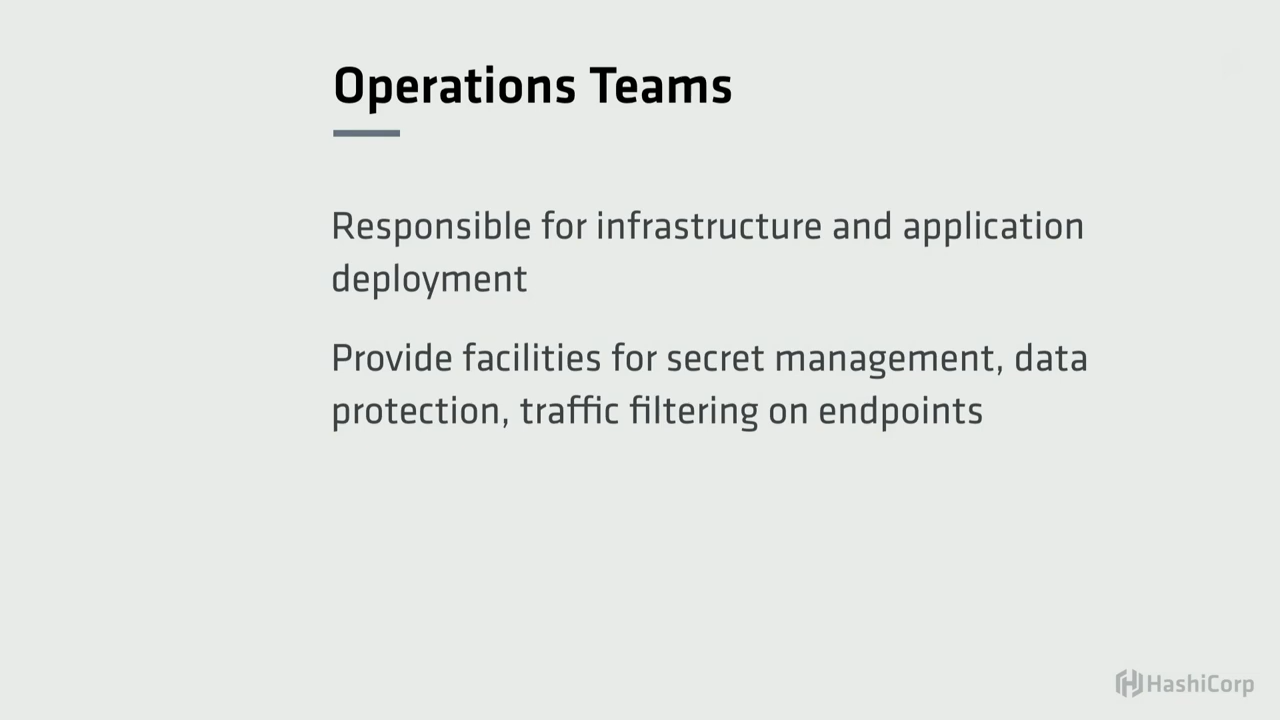 Operations Teams
Responsible for infrastructure and application
deployment
Provide facilities for secret management, data
protection, traffic filtering on endpoints
HashiCorp